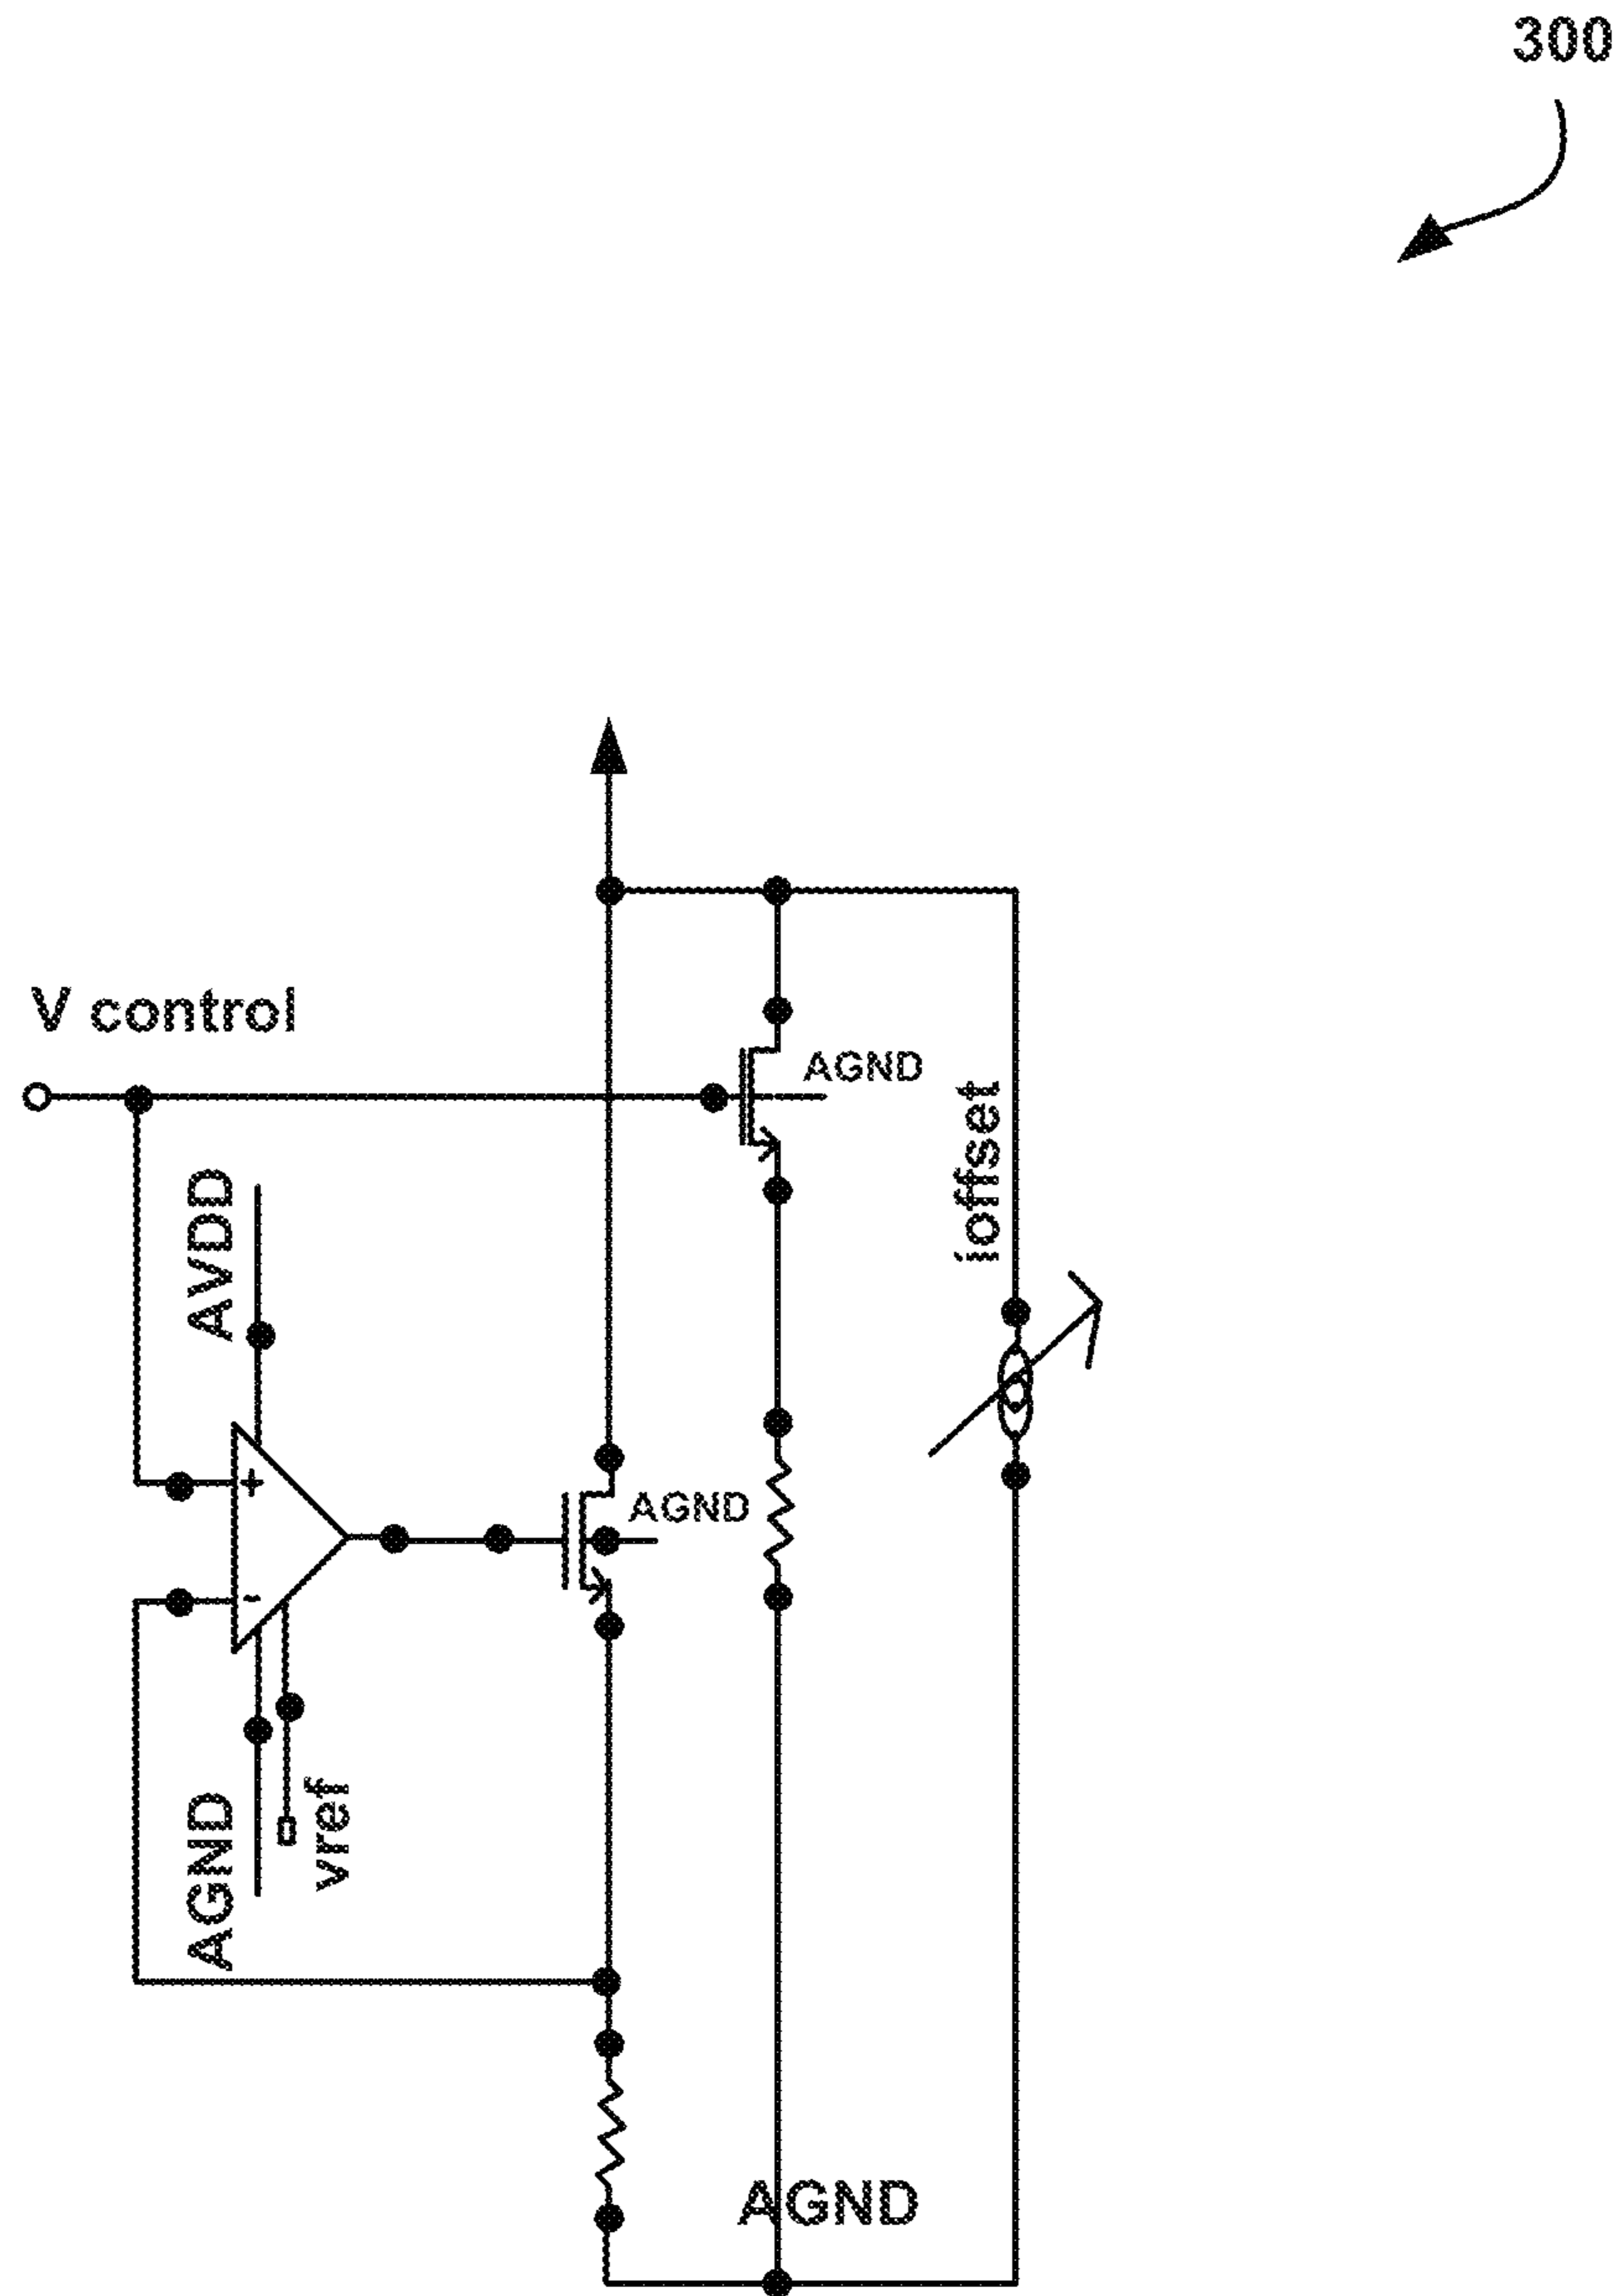 300
V control
AGND
ioffset
AVDD
+
AGND
-
AGND
vref
AGND